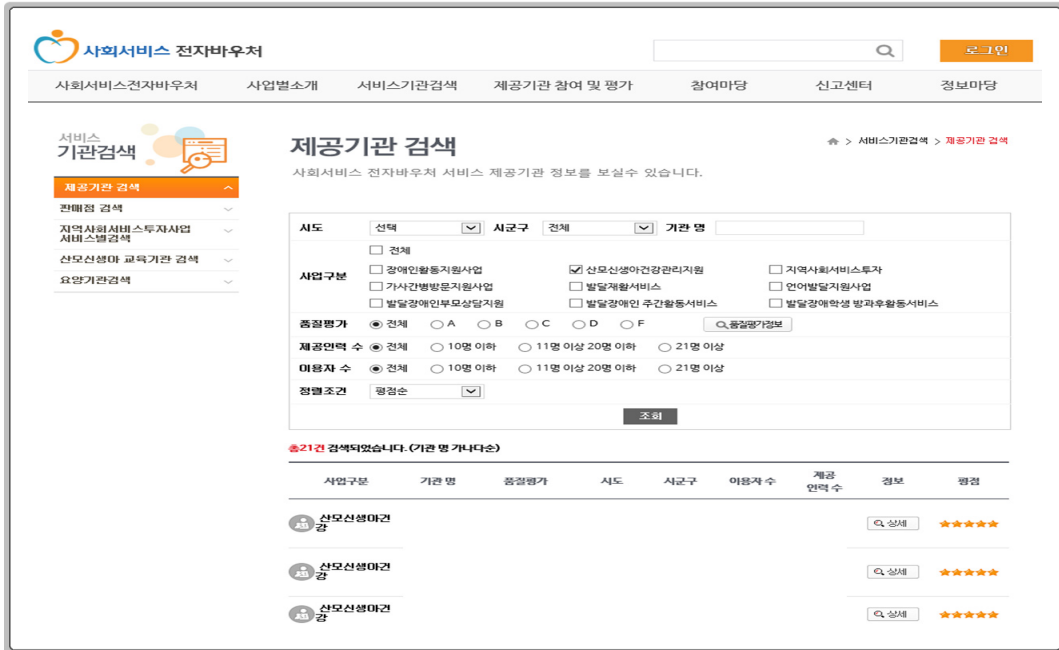 사회서비스 전자바우처
로그인
사회서비스전자바우처 사업별소개 서비스기관검색 제공기관 참여 및 평가 참여마당 신고센터 정보마당
서비스
기관검색
제공기관 검색
판매점 검색
지역사회서비스투자사업
서비스별검색
산모신생아 교육기관 검색
요양기관검색
제공기관 검색
> 서비스기관검색 > 제공기관 검색
사회서비스 전자바우처 서비스 제공기관 정보를 보실수 있습니다.
시도 선택 시군구 전체 기관 명
사업구분
전체
장애인활동지원사업 산모신생아건강관리지원 지역사회서비스투자
가사간병방문지원사업 발달재활서비스 언어발달지원사업
발달장애인부모상담지원 발달장애인 주간활동서비스 발달장애학생 방과후활동서비스
품질평가 전체 A B C D F 품질평가정보
제공인력 수 전체 10명 이하 11명 이상 20명 이하 21명 이상
이용자 수 전체 10명 이하 11명 이상 20명 이하 21명 이상
정렬조건 평점순
조회
총21건 검색되었습니다. (기관 명 가나다순)
사업구분 기관 명 품질평가 시도 시군구 이용자 수 제공 인력 수 정보 평점
산모신생아건
강
상세
산모신생아건
강
상세
산모신생아건
강
상세